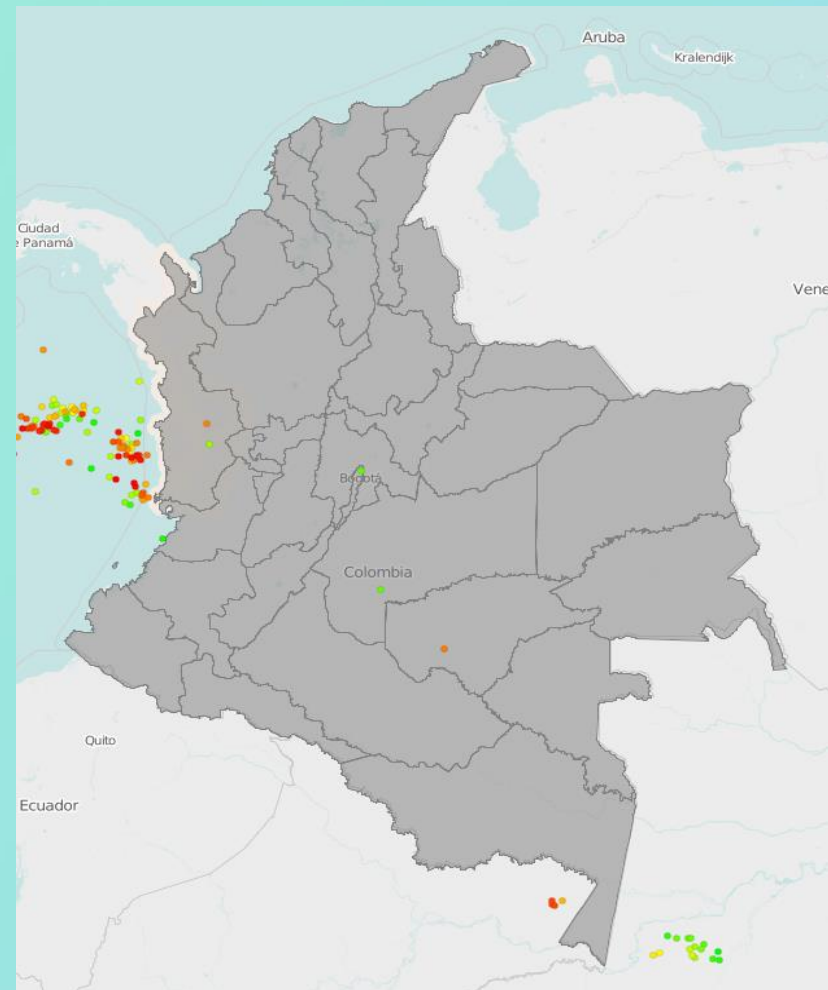 Aruba
Kralendijk
Ciudad
e Panamá
Vene
Bogotá
Colombia
Quito
Ecuador